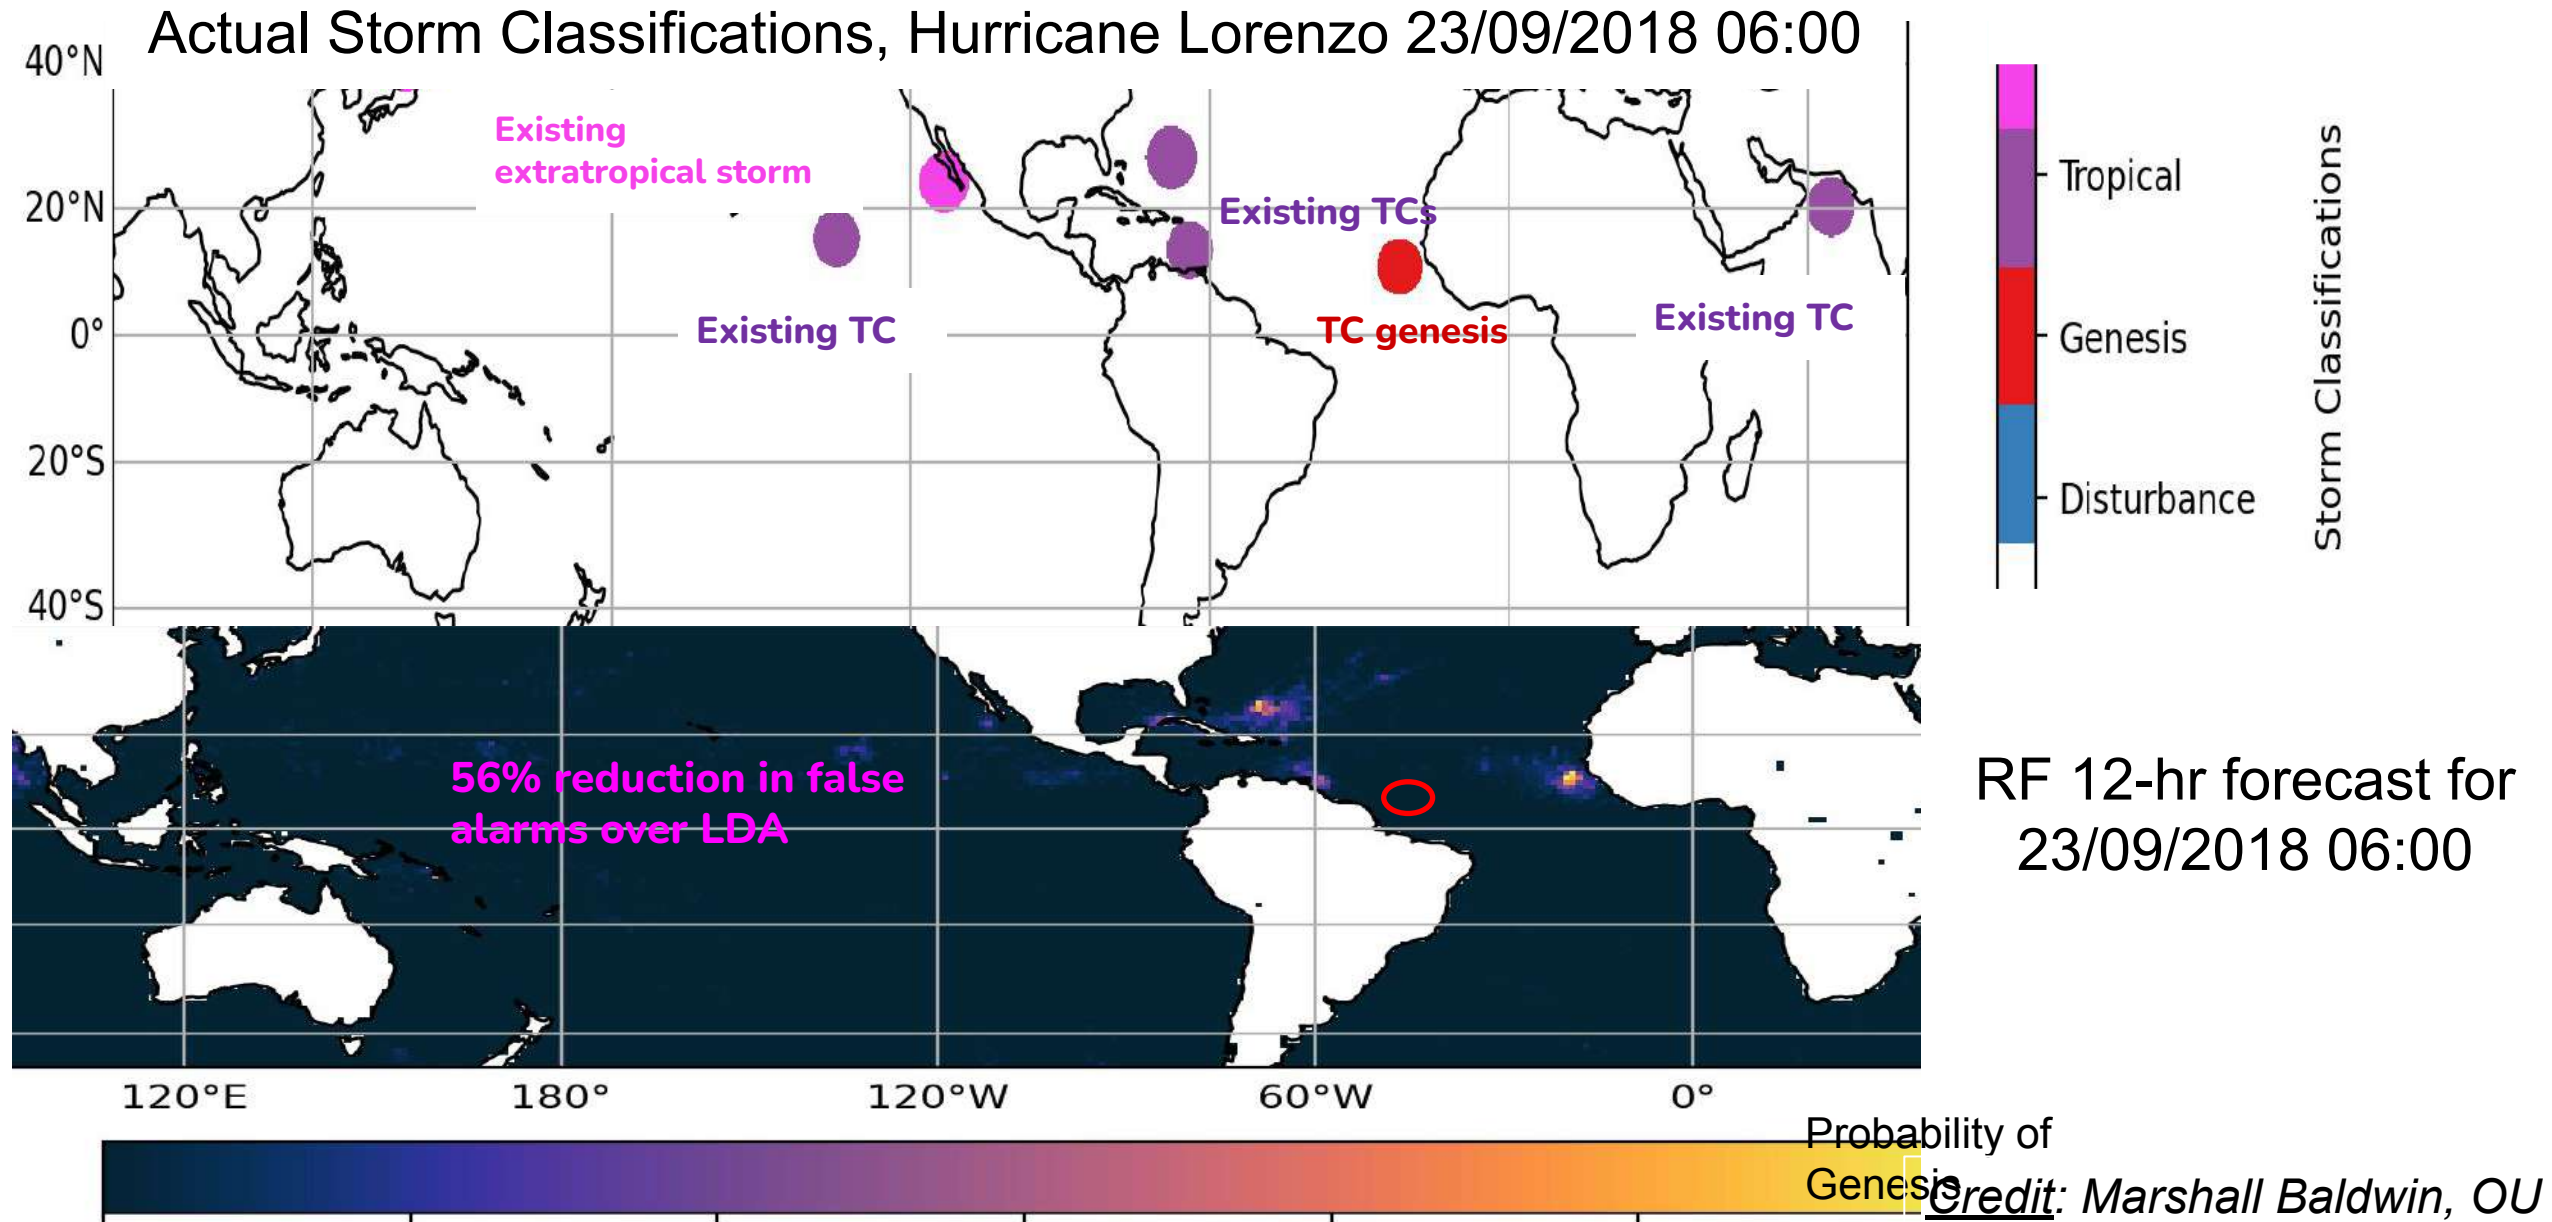 Actual Storm Classifications, Hurricane Lorenzo 23/09/2018 06:00
40°N
20°N
0°
20°S
40°S
Existing
extratropical storm
Existing TCs
Existing TC
TC genesis
Existing TC
Tropical
Genesis
Disturbance
Storm Classifications
56% reduction in false
alarms over LDA
RF 12-hr forecast for
23/09/2018 06:00
120°E
180°
120°W
60°W
0°
Probability of
Genesis
Credit: Marshall Baldwin, OU